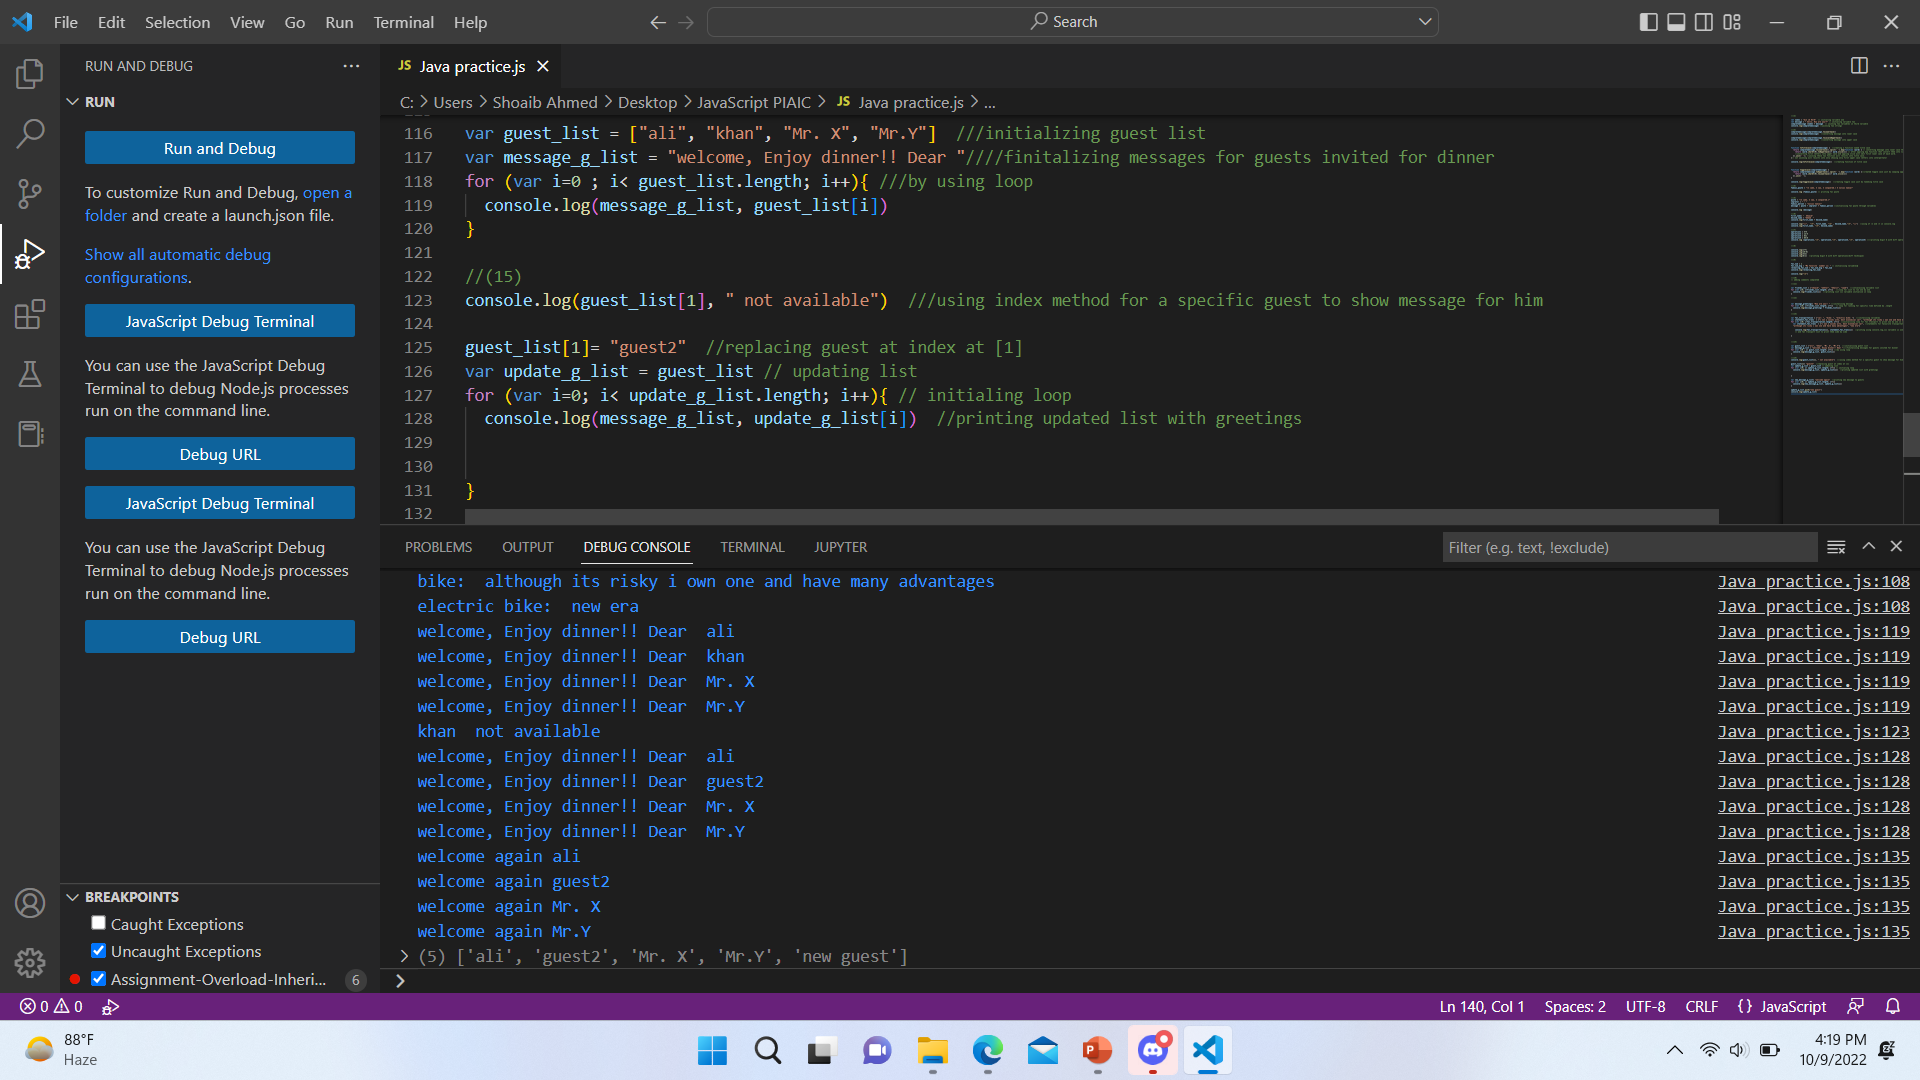 File Edit Selection View Go Run Terminal Help
Search
RUN AND DEBUG
RUN
Run and Debug
To customize Run and Debug, open a
folder and create a launch.json file.
Show all automatic debug
configurations.
JavaScript Debug Terminal
You can use the JavaScript Debug
Terminal to debug Node.js processes
run on the command line.
Debug URL
JavaScript Debug Terminal
You can use the JavaScript Debug
Terminal to debug Node.js processes
run on the command line.
Debug URL
BREAKPOINTS
Caught Exceptions
Uncaught Exceptions
Assignment-Overload-Inheri... 6
JS Java practice.js
C: > Users > Shoaib Ahmed > Desktop > JavaScript PIAIC > JS Java practice.js > ...
116 var guest_list = ["ali", "khan", "Mr. X", "Mr.Y"]  ///initializing guest list
117 var message_g_list = "welcome, Enjoy dinner!! Dear "////finitalizing messages for guests invited for dinner
118 for (var i=0 ; i< guest_list.length; i++){ ///by using loop
119   console.log(message_g_list, guest_list[i])
120 }
121
122 //(15)
123 console.log(guest_list[1], " not available")  ///using index method for a specific guest to show message for him
124
125 guest_list[1]= "guest2"  //replacing guest at index at [1]
126 var update_g_list = guest_list // updating list
127 for (var i=0; i< update_g_list.length; i++){ // initialing loop
128   console.log(message_g_list, update_g_list[i])  //printing updated list with greetings
129
130
131 }
132
PROBLEMS OUTPUT DEBUG CONSOLE TERMINAL JUPYTER
Filter (e.g. text, !exclude)
bike:  although its risky i own one and have many advantages Java practice.js:108
electric bike:  new era Java practice.js:108
welcome, Enjoy dinner!! Dear  ali Java practice.js:119
welcome, Enjoy dinner!! Dear  khan Java practice.js:119
welcome, Enjoy dinner!! Dear  Mr. X Java practice.js:119
welcome, Enjoy dinner!! Dear  Mr.Y Java practice.js:119
khan  not available Java practice.js:123
welcome, Enjoy dinner!! Dear  ali Java practice.js:128
welcome, Enjoy dinner!! Dear  guest2 Java practice.js:128
welcome, Enjoy dinner!! Dear  Mr. X Java practice.js:128
welcome, Enjoy dinner!! Dear  Mr.Y Java practice.js:128
welcome again ali Java practice.js:135
welcome again guest2 Java practice.js:135
welcome again Mr. X Java practice.js:135
welcome again Mr.Y Java practice.js:135
> (5) ['ali', 'guest2', 'Mr. X', 'Mr.Y', 'new guest']
>
0 0
Ln 140, Col 1 Spaces: 2 UTF-8 CRLF {} JavaScript
88°F
Haze
4:19 PM
10/9/2022